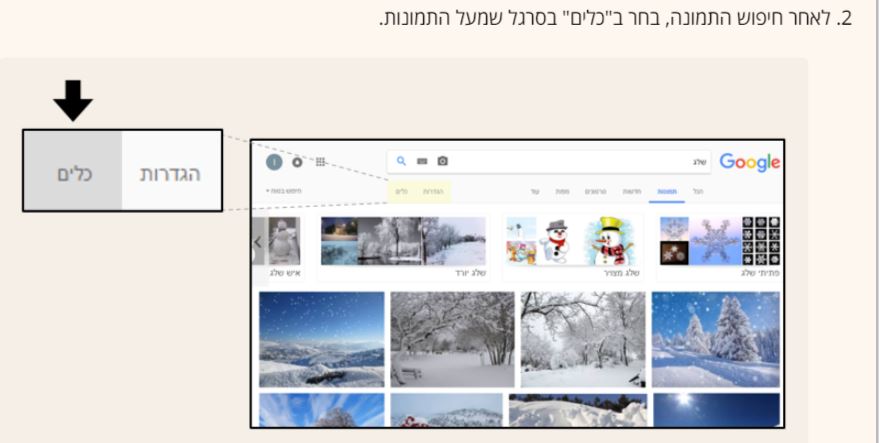 2. לאחר חיפוש התמונה, בחר ב"כלים" בסרגל שמעל התמונות.
הגדרות כלים
Google שלג
הכל תמונות חדשות סרטונים מפות עוד הגדרות כלים חיפוש בטוח
פתיתי שלג שלג מצויר שלג יורד איש שלג